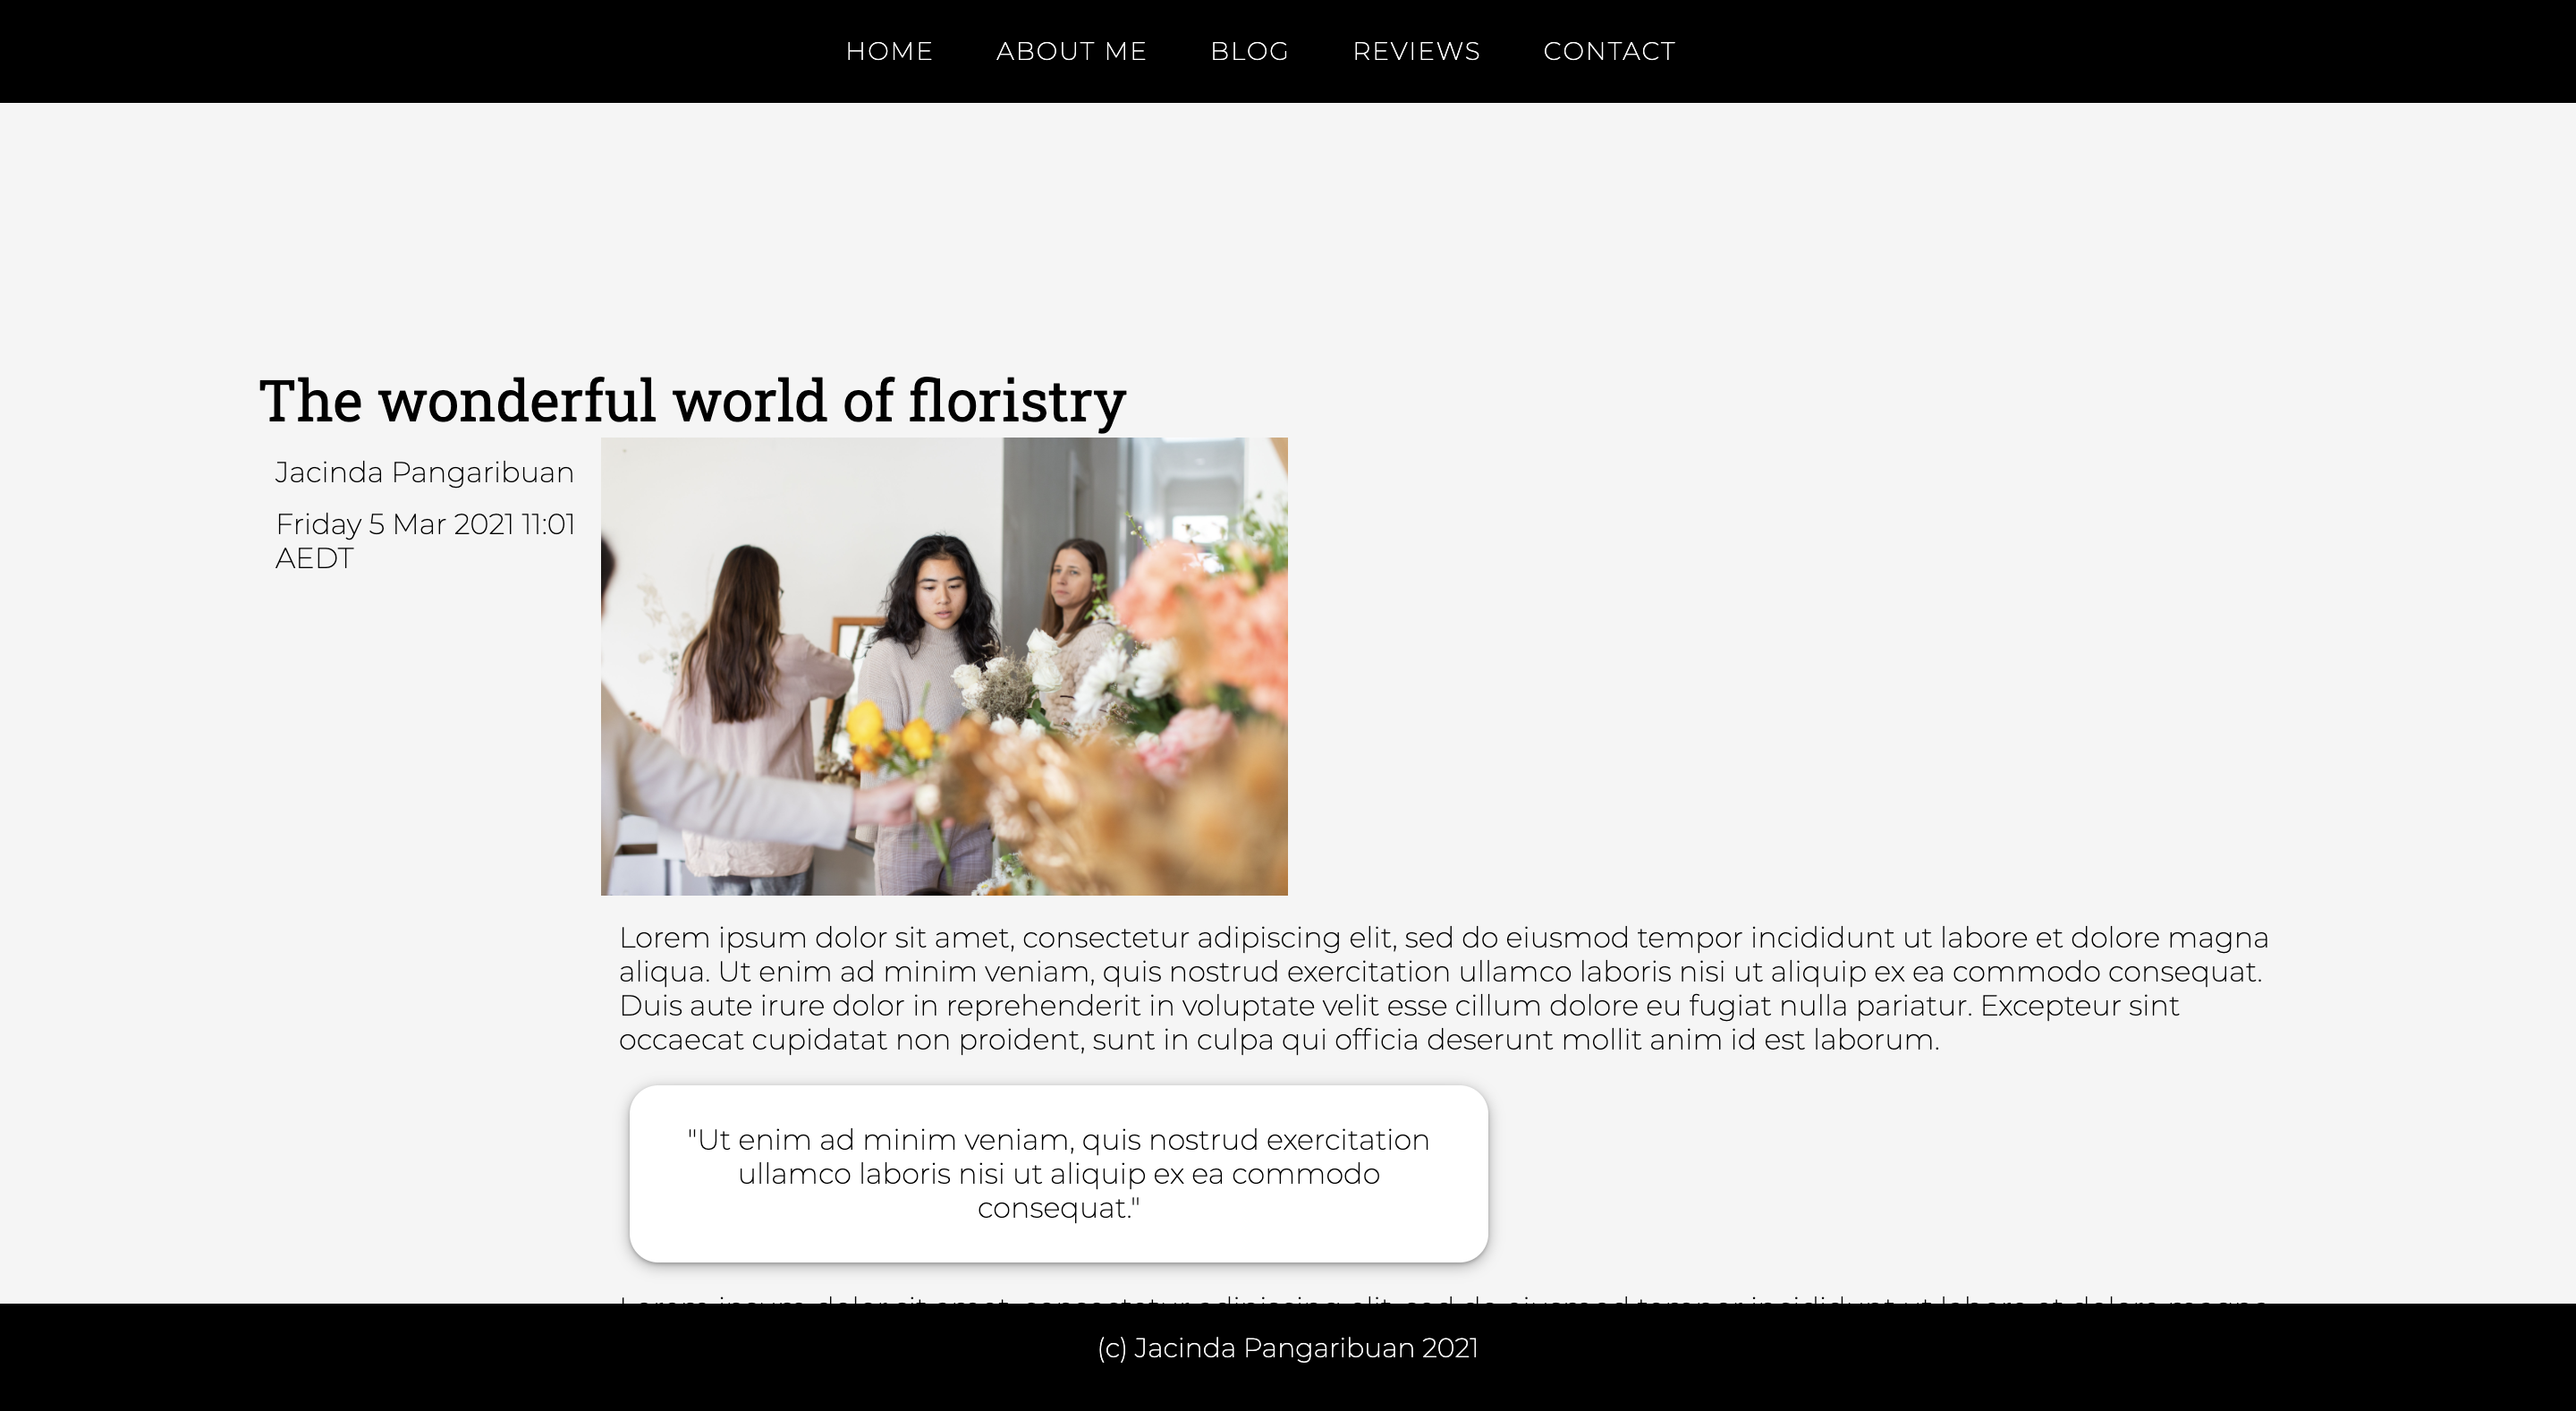 HOME ABOUT ME BLOG REVIEWS CONTACT
The wonderful world of floristry
Jacinda Pangaribuan
Friday 5 Mar 2021 11:01
AEDT
Lorem ipsum dolor sit amet, consectetur adipiscing elit, sed do eiusmod tempor incididunt ut labore et dolore magna
aliqua. Ut enim ad minim veniam, quis nostrud exercitation ullamco laboris nisi ut aliquip ex ea commodo consequat.
Duis aute irure dolor in reprehenderit in voluptate velit esse cillum dolore eu fugiat nulla pariatur. Excepteur sint
occaecat cupidatat non proident, sunt in culpa qui officia deserunt mollit anim id est laborum.
"Ut enim ad minim veniam, quis nostrud exercitation
ullamco laboris nisi ut aliquip ex ea commodo
consequat."
(c) Jacinda Pangaribuan 2021